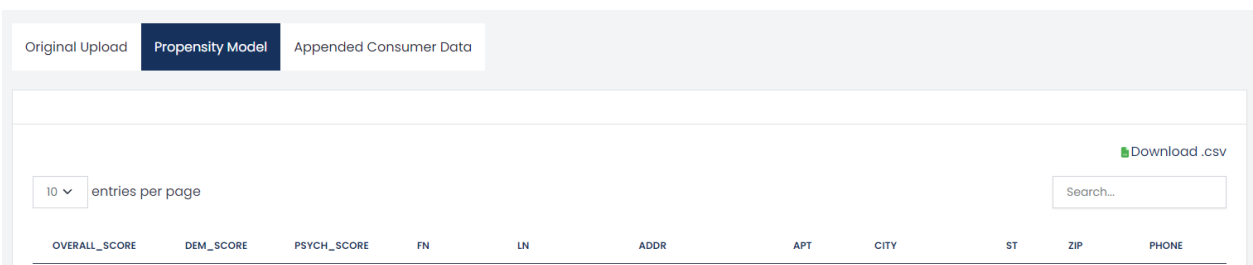 Original Upload Propensity Model Appended Consumer Data
Download .csv
10 entries per page Search...
OVERALL_SCORE DEM_SCORE PSYCH_SCORE FN LN ADDR APT CITY ST ZIP PHONE